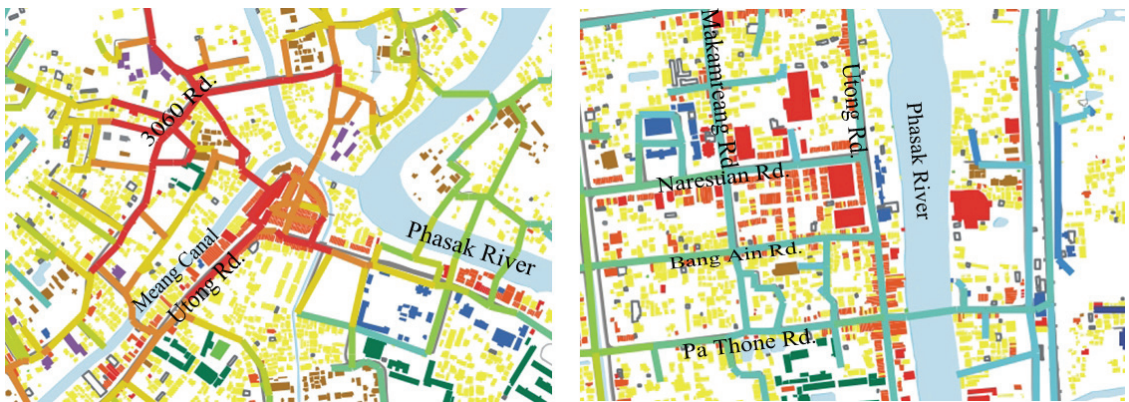 3060 Rd.
Meang Canal
Utong Rd.
Phasak River
Makamreang Rd.
Utong Rd.
Phasak River
Narestian Rd.
Bang Ain Rd.
Pa Thone Rd.